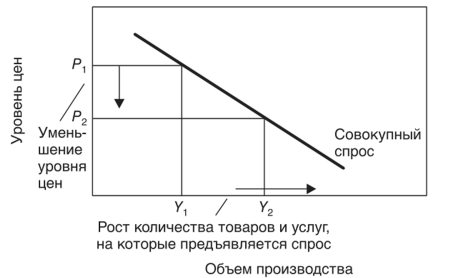 Уровень цен
P1
P2
Умень-
шение
уровня
цен
Совокупный
спрос
Y1
Y2
Рост количества товаров и услуг,
на которые предъявляется спрос
Объем производства